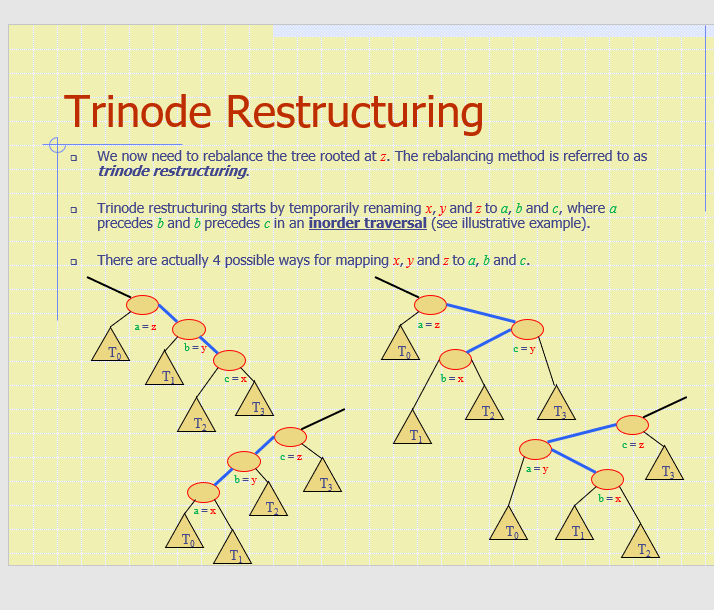 Trinode Restructuring
We now need to rebalance the tree rooted at z. The rebalancing method is referred to as
trinode restructuring.
Trinode restructuring starts by temporarily renaming x, y and z to a, b and c, where a
precedes b and b precedes c in an inorder traversal (see illustrative example).
There are actually 4 possible ways for mapping x, y and z to a, b and c.
a = z
T0
b = y
T1
c = x
T2
T3
a = z
T0
c = y
b = x
T1
T2
T3
c = z
b = y
T3
a = x
T2
T0
T1
c = z
a = y
T3
b = x
T0
T1
T2